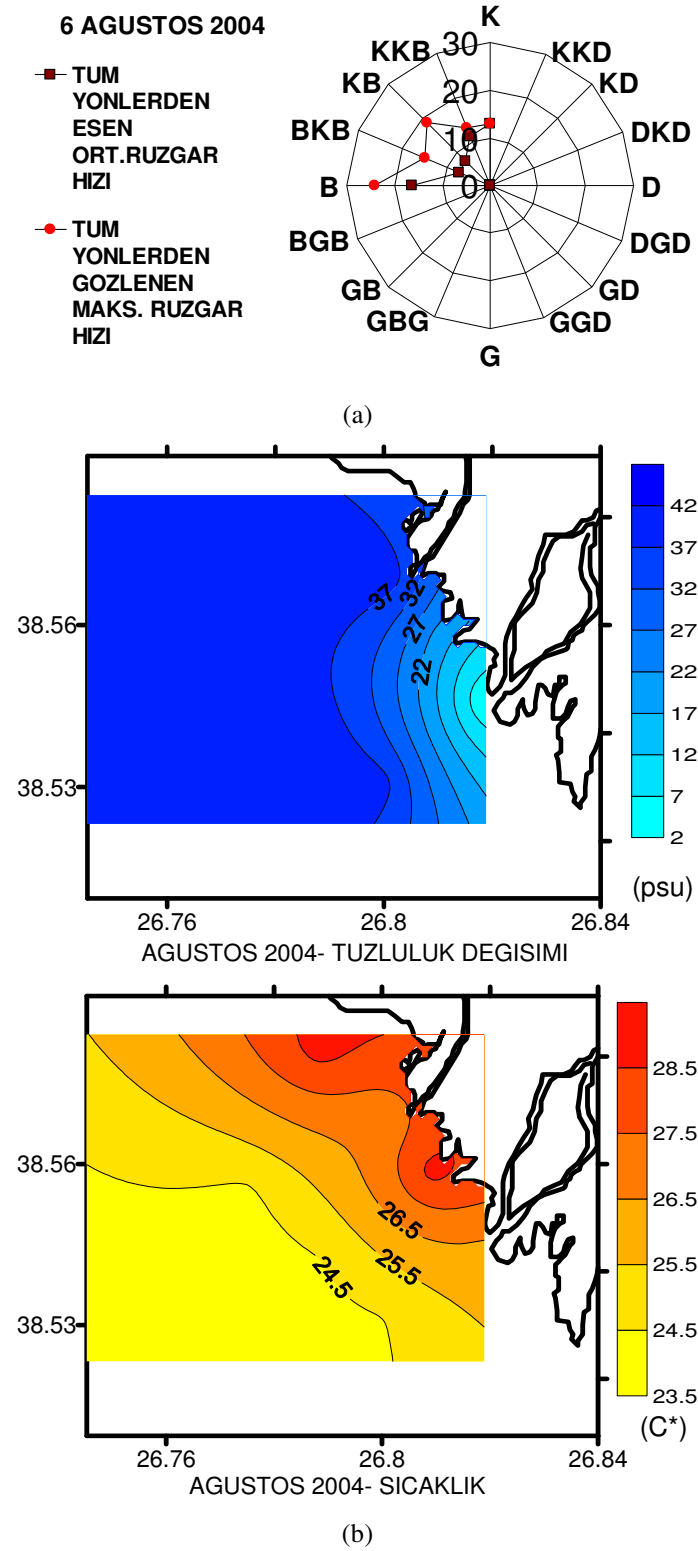 6 AGUSTOS 2004
TUM
YONLERDEN
ESEN
ORT.RUZGAR
HIZI
TUM
YONLERDEN
GOZLENEN
MAKS. RUZGAR
HIZI
K
KKD
KD
DKD
D
DGD
GD
GGD
G
GBG
GB
BGB
B
BKB
KB
KKB
30
20
10
0
(a)
38.56
38.53
37
32
27
22
42
37
32
27
22
17
12
7
2
(psu)
26.76 26.8 26.84
AGUSTOS 2004- TUZLULUK DEGISIMI
38.56
38.53
26.5
25.5
24.5
28.5
27.5
26.5
25.5
24.5
23.5
(C*)
26.76 26.8 26.84
AGUSTOS 2004- SICAKLIK
(b)